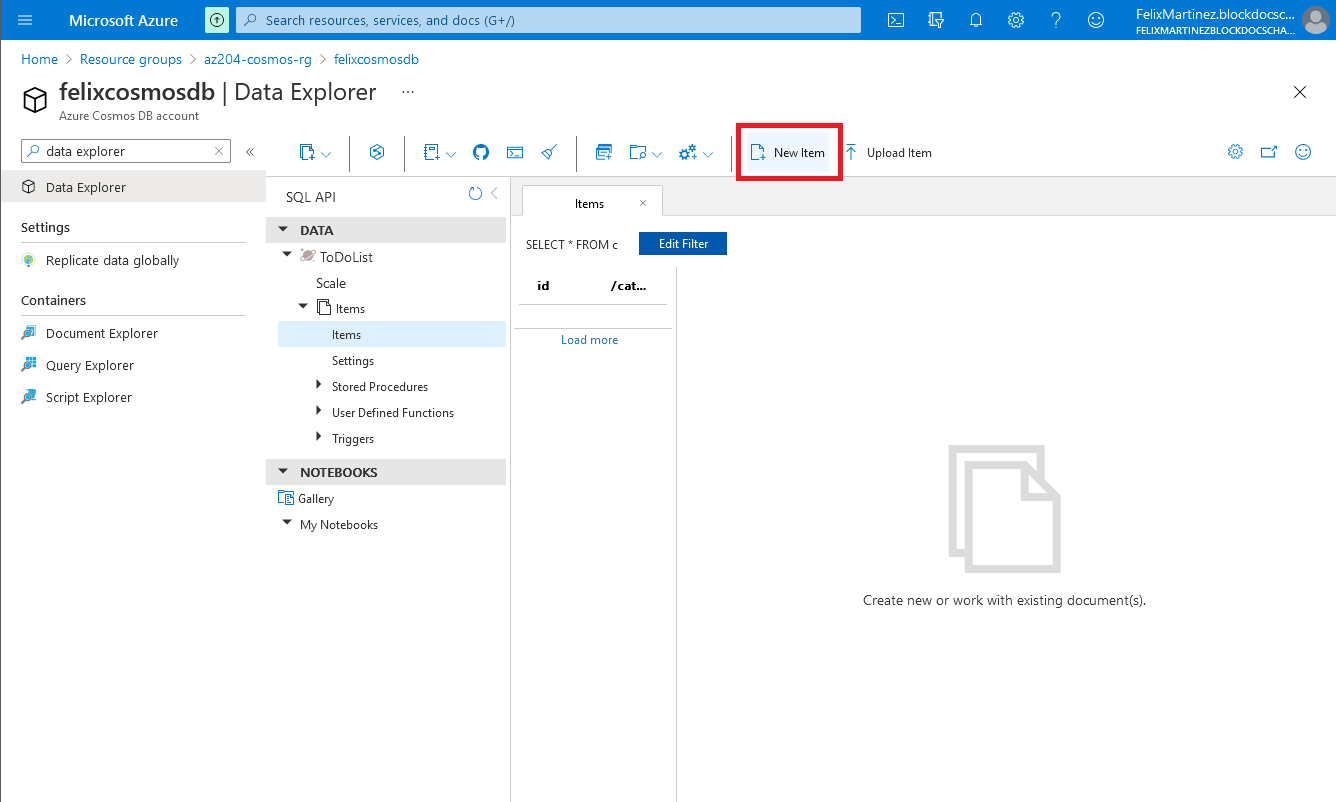 Microsoft Azure
Search resources, services, and docs (G+/)
FelixMartinez.blockdocsc...
FELIXMARTINEZBLOCKDOCSCHA...
Home > Resource groups > az204-cosmos-rg > felixcosmosdb
felixcosmosdb | Data Explorer ...
Azure Cosmos DB account
data explorer
New Item
Upload Item
Data Explorer
Settings
Replicate data globally
Containers
Document Explorer
Query Explorer
Script Explorer
SQL API
DATA
ToDoList
Scale
Items
Items
Settings
Stored Procedures
User Defined Functions
Triggers
NOTEBOOKS
Gallery
My Notebooks
Items
SELECT * FROM c
Edit Filter
id /cat...
Load more
Create new or work with existing document(s).